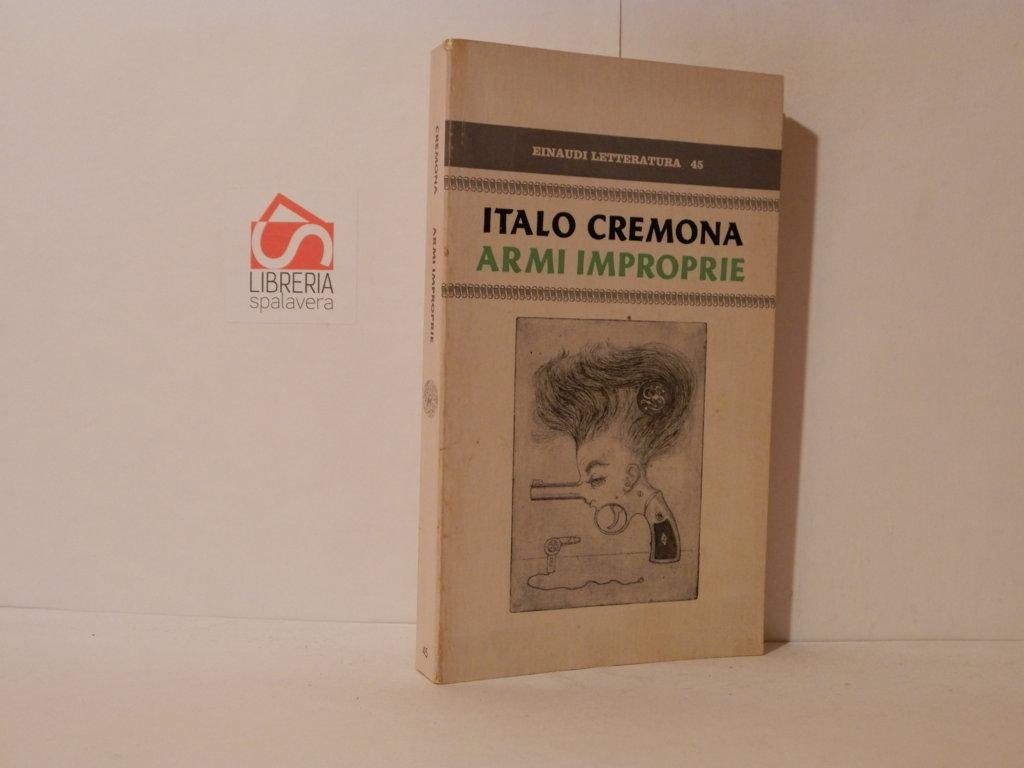 EINAUDI LETTERATURA 45
ITALO CREMONA
ARMI IMPROPRIE
CREMONA ARMI IMPROPRIE
45
LIBRERIA
spalavera